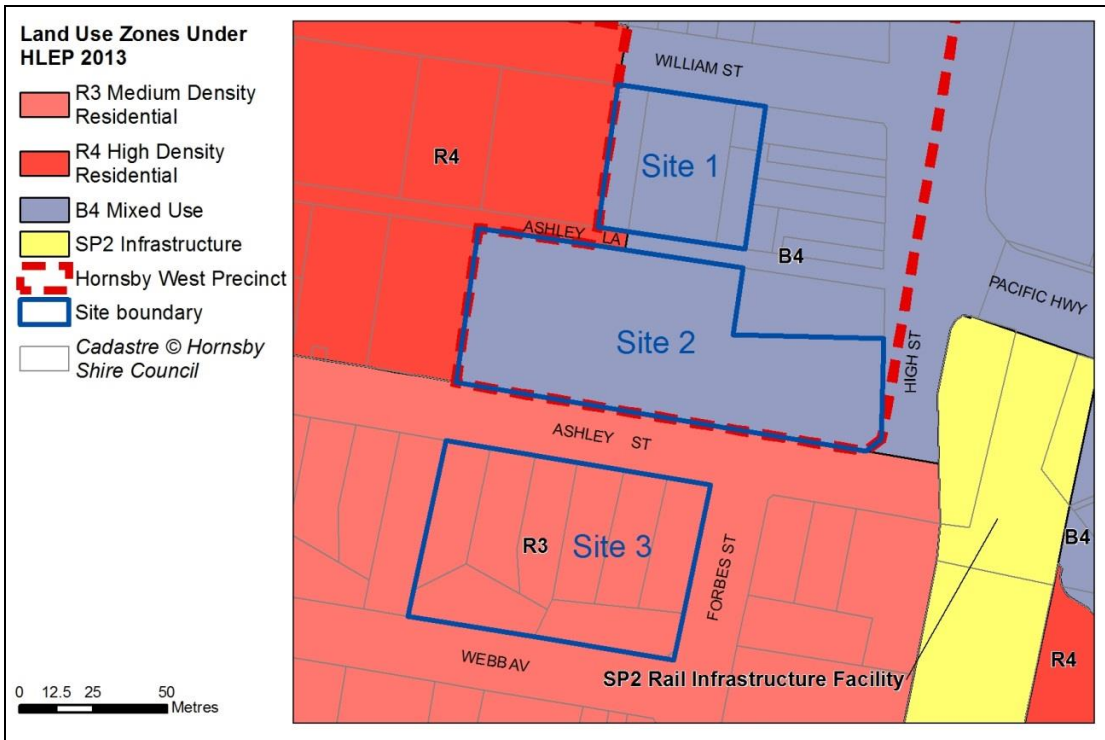 Land Use Zones Under
HLEP 2013
R3 Medium Density
Residential
R4 High Density
Residential
B4 Mixed Use
SP2 Infrastructure
Hornsby West Precinct
Site boundary
Cadastre © Hornsby
Shire Council
0 12.5 25 50
Metres
WILLIAM ST
R4
Site 1
ASHLEY LA
B4
PACIFIC HWY
Site 2
HIGH ST
ASHLEY ST
R3
Site 3
FORBES ST
B4
WEBB AV
R4
SP2 Rail Infrastructure Facility